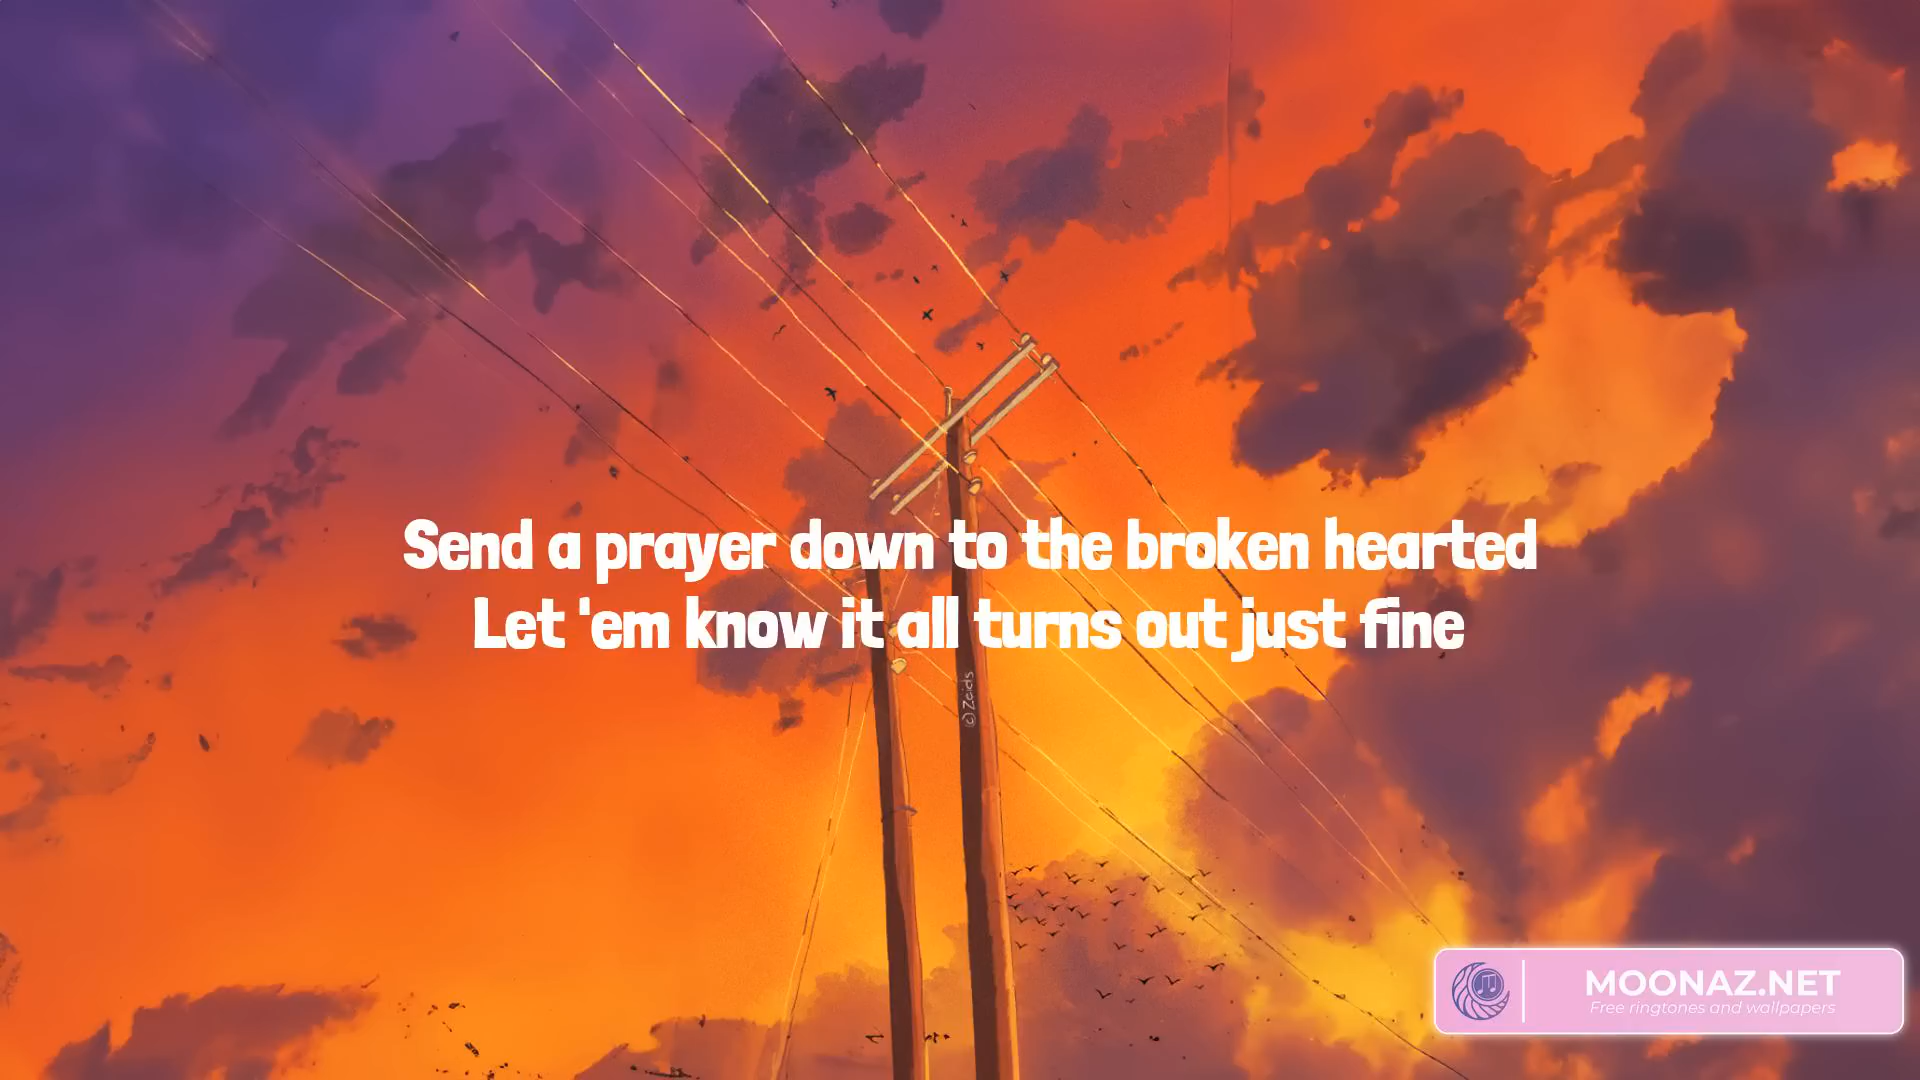 Send a prayer down to the broken hearted
Let 'em know it all turns out just fine
©Zaids
MOONAZ.NET
Free ringtones and wallpapers